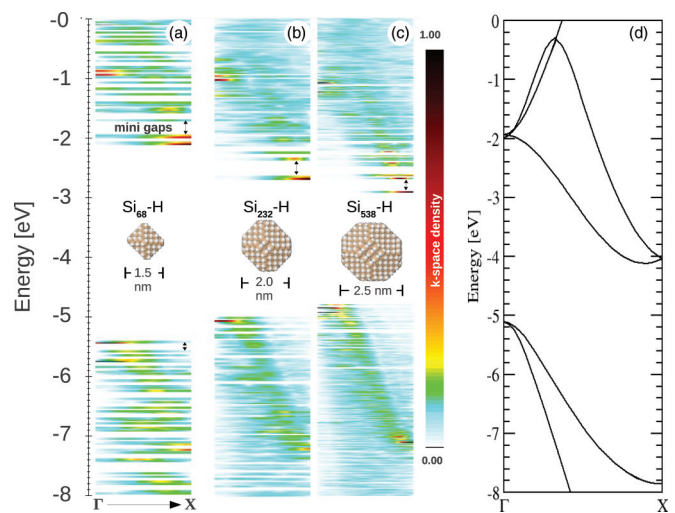 (a) (b) (c) 1.00 (d)
-0
-1
-2
-3
-4
-5
-6
-7
-8
Energy [eV]
mini gaps
Si68-H Si232-H Si538-H
1.5
nm
2.0
nm
2.5 nm
k-space density
0.00
Γ X
0
-1
-2
-3
-4
-5
-6
-7
-8
Energy [eV]
Γ X